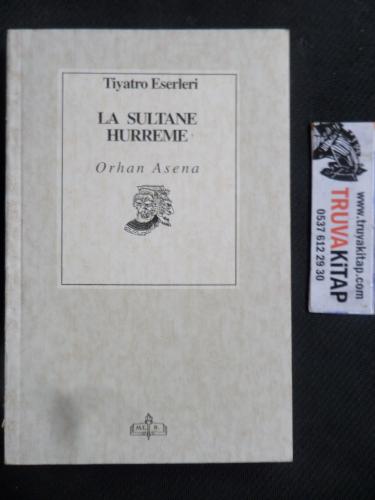 Tiyatro Eserleri
LA SULTANE
HURREME
Orhan Asena
www.truvakitap.com
TRUVAKİTAP
0537 612 29 30